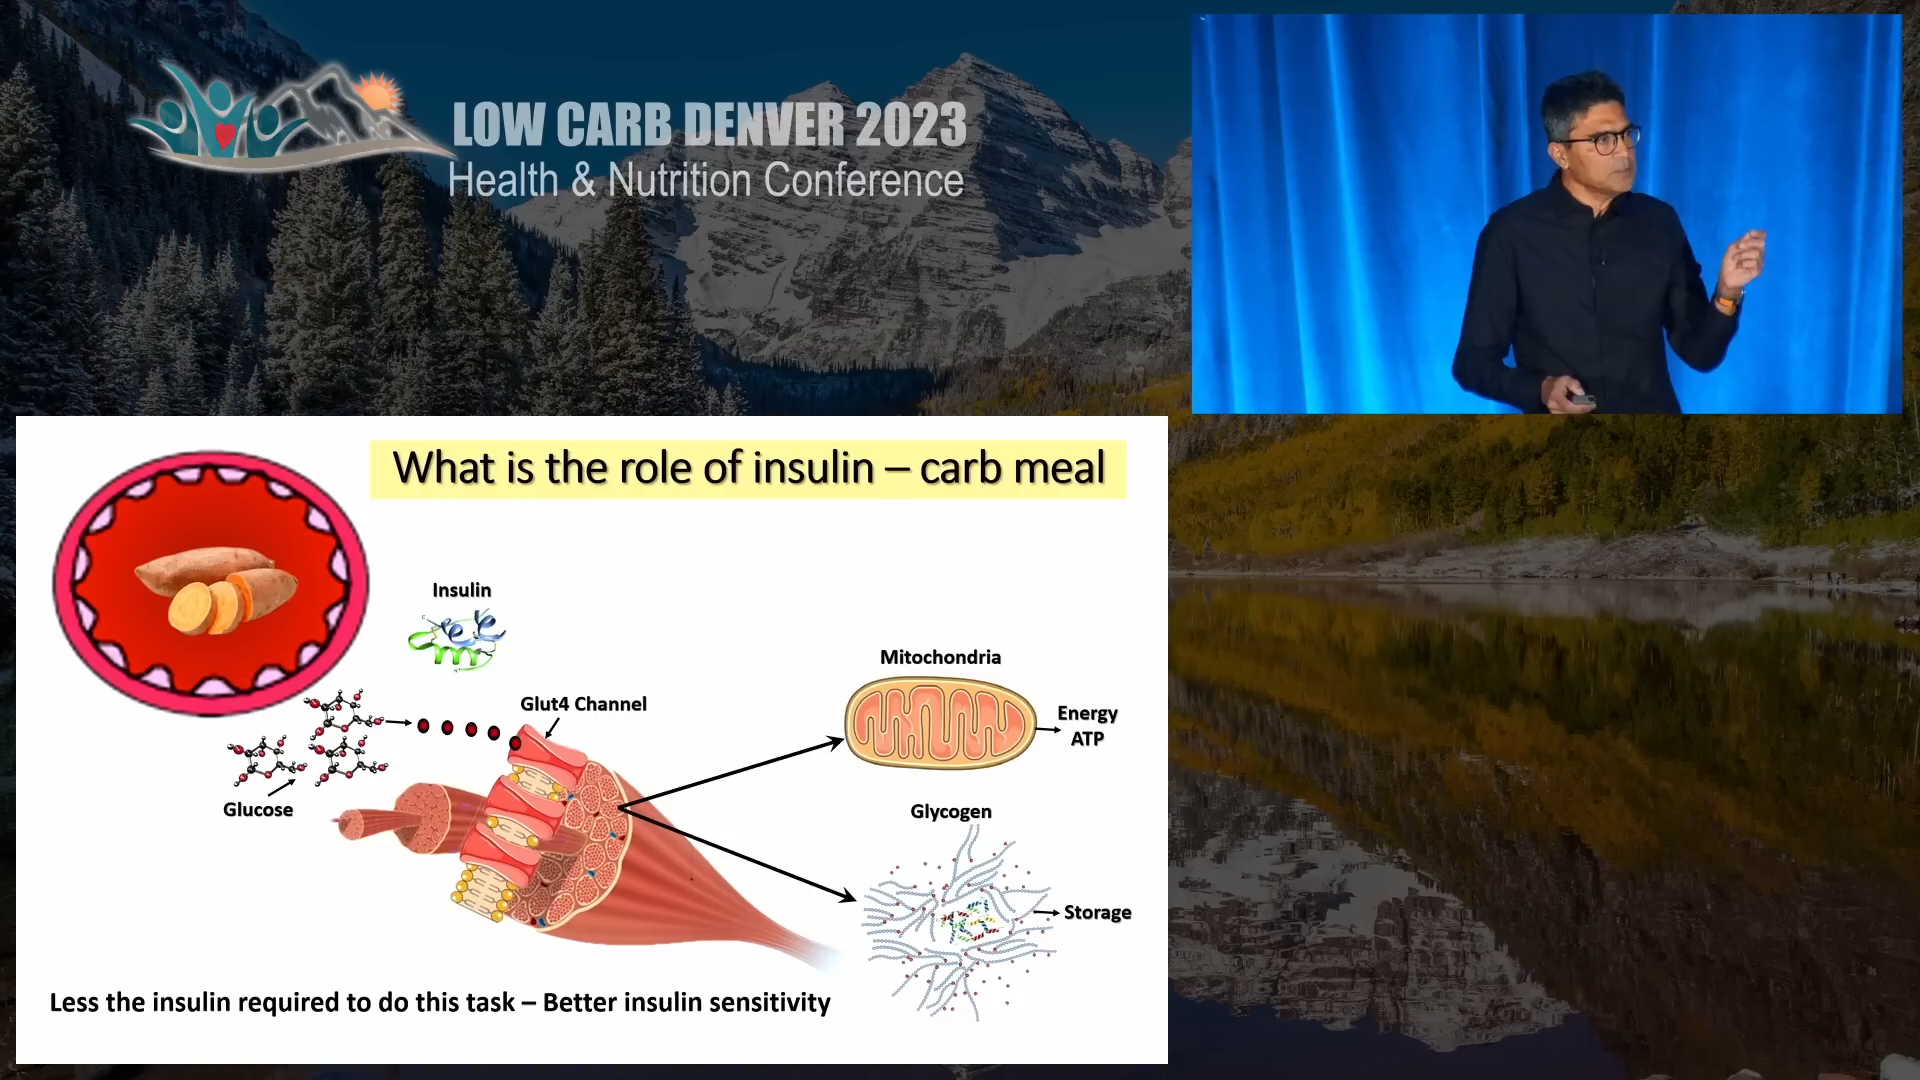 LOW CARB DENVER 2023
Health & Nutrition Conference
What is the role of insulin – carb meal
Insulin
Glut4 Channel
Glucose
Mitochondria
Energy
ATP
Glycogen
Storage
Less the insulin required to do this task – Better insulin sensitivity